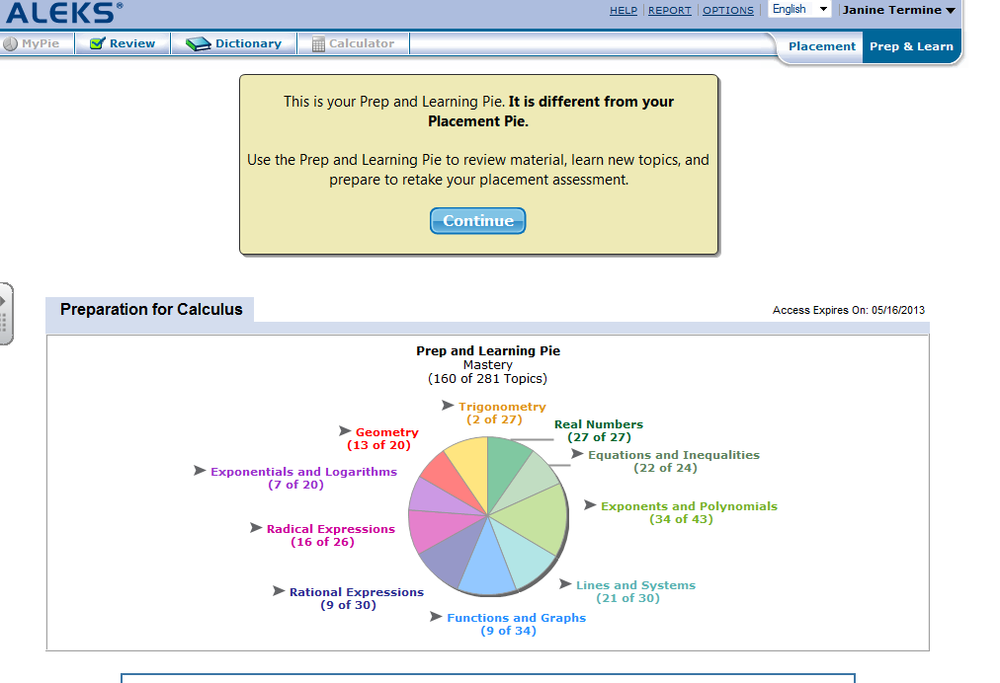 ALEKS®
HELP | REPORT | OPTIONS | English | Janine Termine
MyPie Review Dictionary Calculator Placement Prep & Learn
This is your Prep and Learning Pie. It is different from your
Placement Pie.
Use the Prep and Learning Pie to review material, learn new topics, and
prepare to retake your placement assessment.
Continue
Preparation for Calculus
Access Expires On: 05/16/2013
Prep and Learning Pie
Mastery
(160 of 281 Topics)
Trigonometry
(2 of 27)
Real Numbers
(27 of 27)
Geometry
(13 of 20)
Equations and Inequalities
(22 of 24)
Exponentials and Logarithms
(7 of 20)
Exponents and Polynomials
(34 of 43)
Radical Expressions
(16 of 26)
Lines and Systems
(21 of 30)
Rational Expressions
(9 of 30)
Functions and Graphs
(9 of 34)